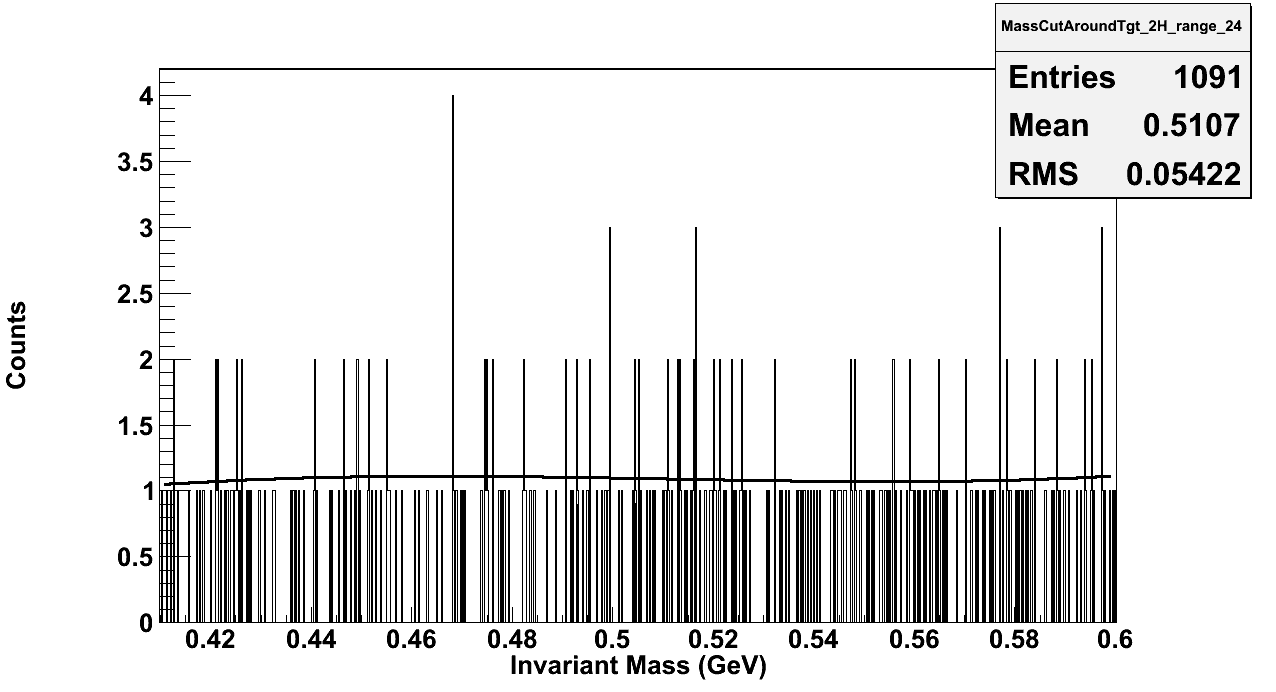 MassCutAroundTgt_2H_range_24
Entries 1091
Mean 0.5107
RMS 0.05422
Counts
4
3.5
3
2.5
2
1.5
1
0.5
0
0.42 0.44 0.46 0.48 0.5 0.52 0.54 0.56 0.58 0.6
Invariant Mass (GeV)